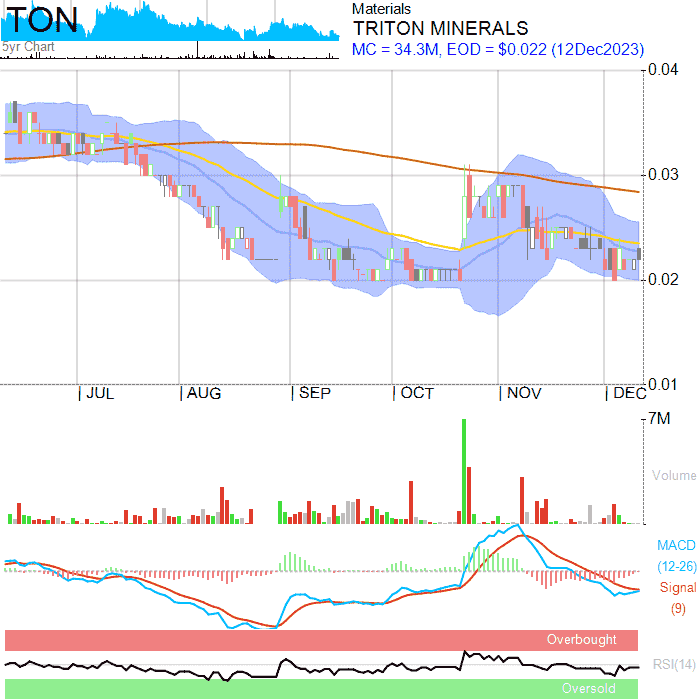 TON
5yr Chart
Materials
TRITON MINERALS
MC = 34.3M, EOD = $0.022 (12Dec2023)
0.04
0.03
0.02
0.01
JUL
AUG
SEP
OCT
NOV
DEC
7M
Volume
MACD
(12-26)
Signal
(9)
Overbought
RSI(14)
Oversold